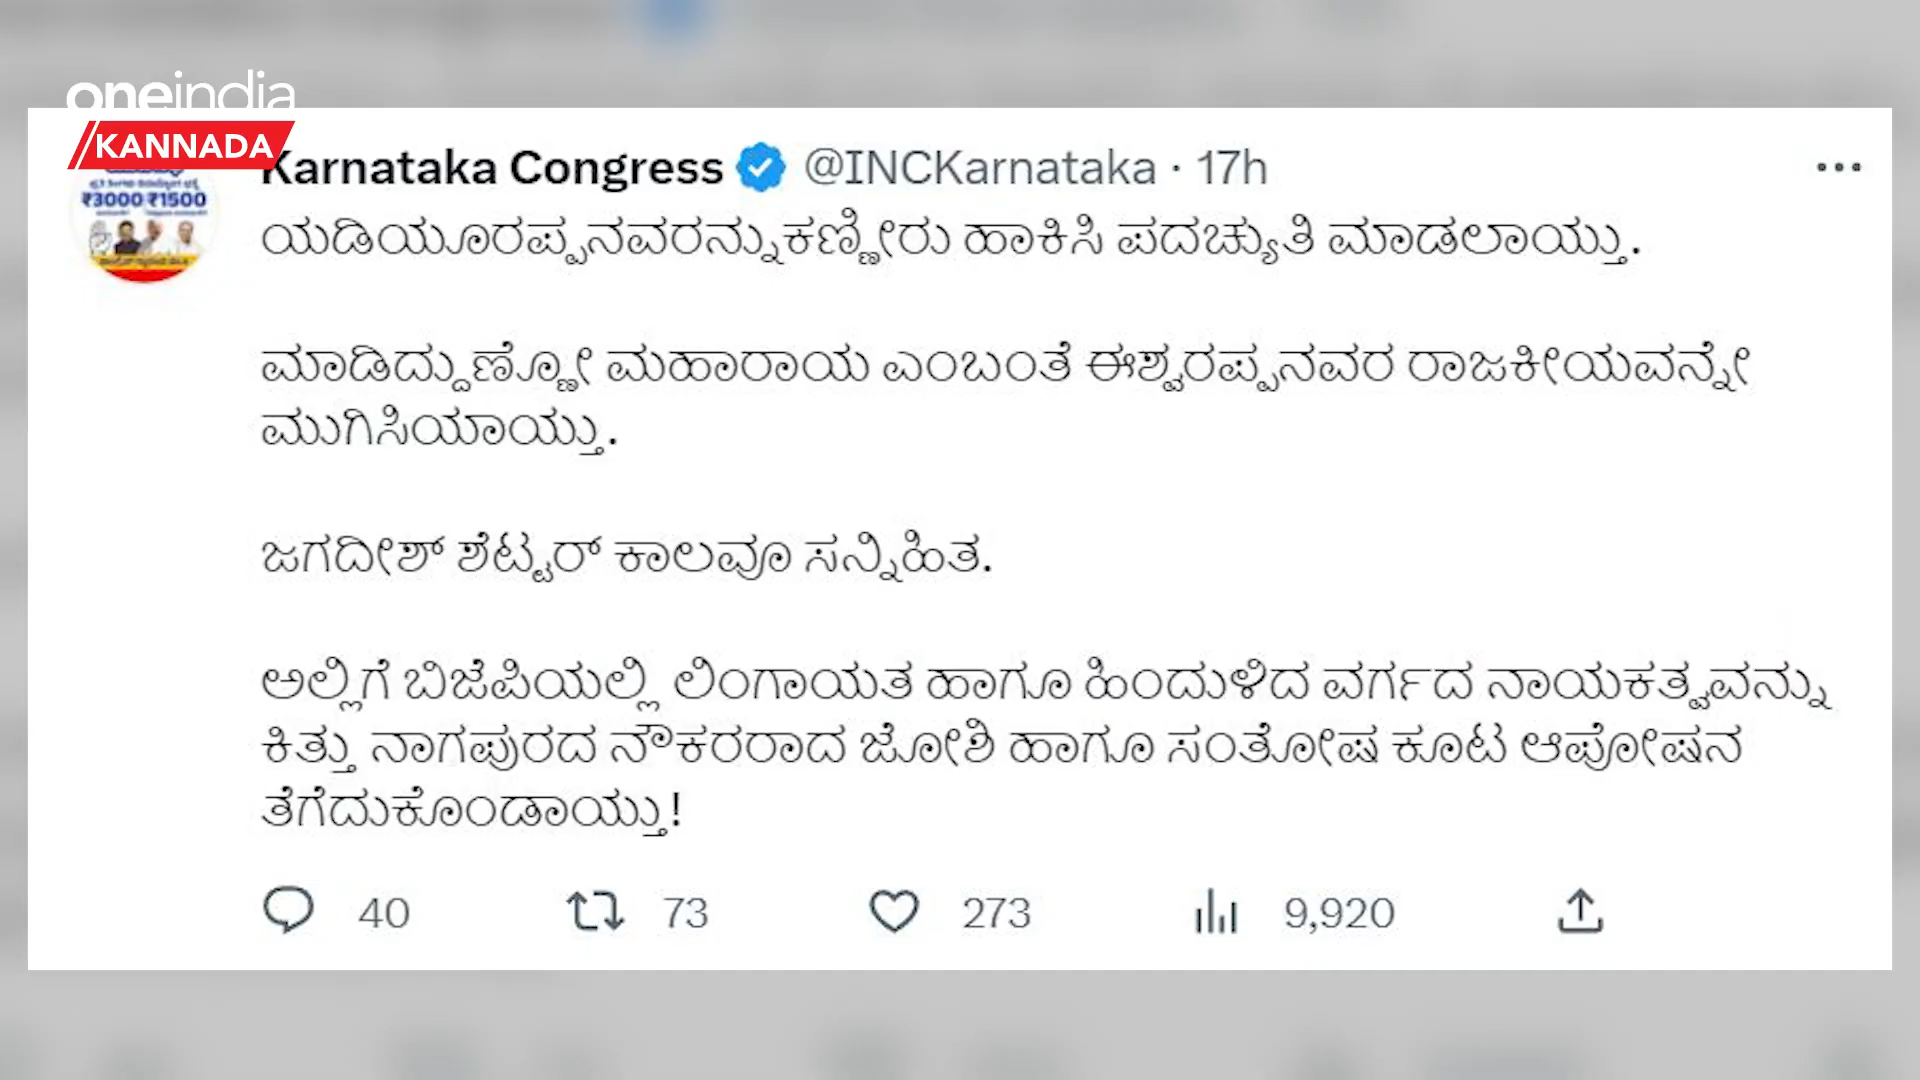 oneindia
KANNADA
Karnataka Congress @INCKarnataka · 17h
₹3000 ₹1500
ಯಡಿಯೂರಪ್ಪನವರನ್ನುಕಣ್ಣೀರು ಹಾಕಿಸಿ ಪದಚ್ಯುತಿ ಮಾಡಲಾಯ್ತು.
ಮಾಡಿದ್ದುಣ್ಣೋ ಮಹಾರಾಯ ಎಂಬಂತೆ ಈಶ್ವರಪ್ಪನವರ ರಾಜಕೀಯವನ್ನೇ
ಮುಗಿಸಿಯಾಯ್ತು.
ಜಗದೀಶ್ ಶೆಟ್ಟರ್ ಕಾಲವೂ ಸನ್ನಿಹಿತ.
ಅಲ್ಲಿಗೆ ಬಿಜೆಪಿಯಲ್ಲಿ ಲಿಂಗಾಯತ ಹಾಗೂ ಹಿಂದುಳಿದ ವರ್ಗದ ನಾಯಕತ್ವವನ್ನು
ಕಿತ್ತು ನಾಗಪುರದ ನೌಕರರಾದ ಜೋಶಿ ಹಾಗೂ ಸಂತೋಷ ಕೂಟ ಆಪೋಷನ
ತೆಗೆದುಕೊಂಡಾಯ್ತು!
40 73 273 9,920